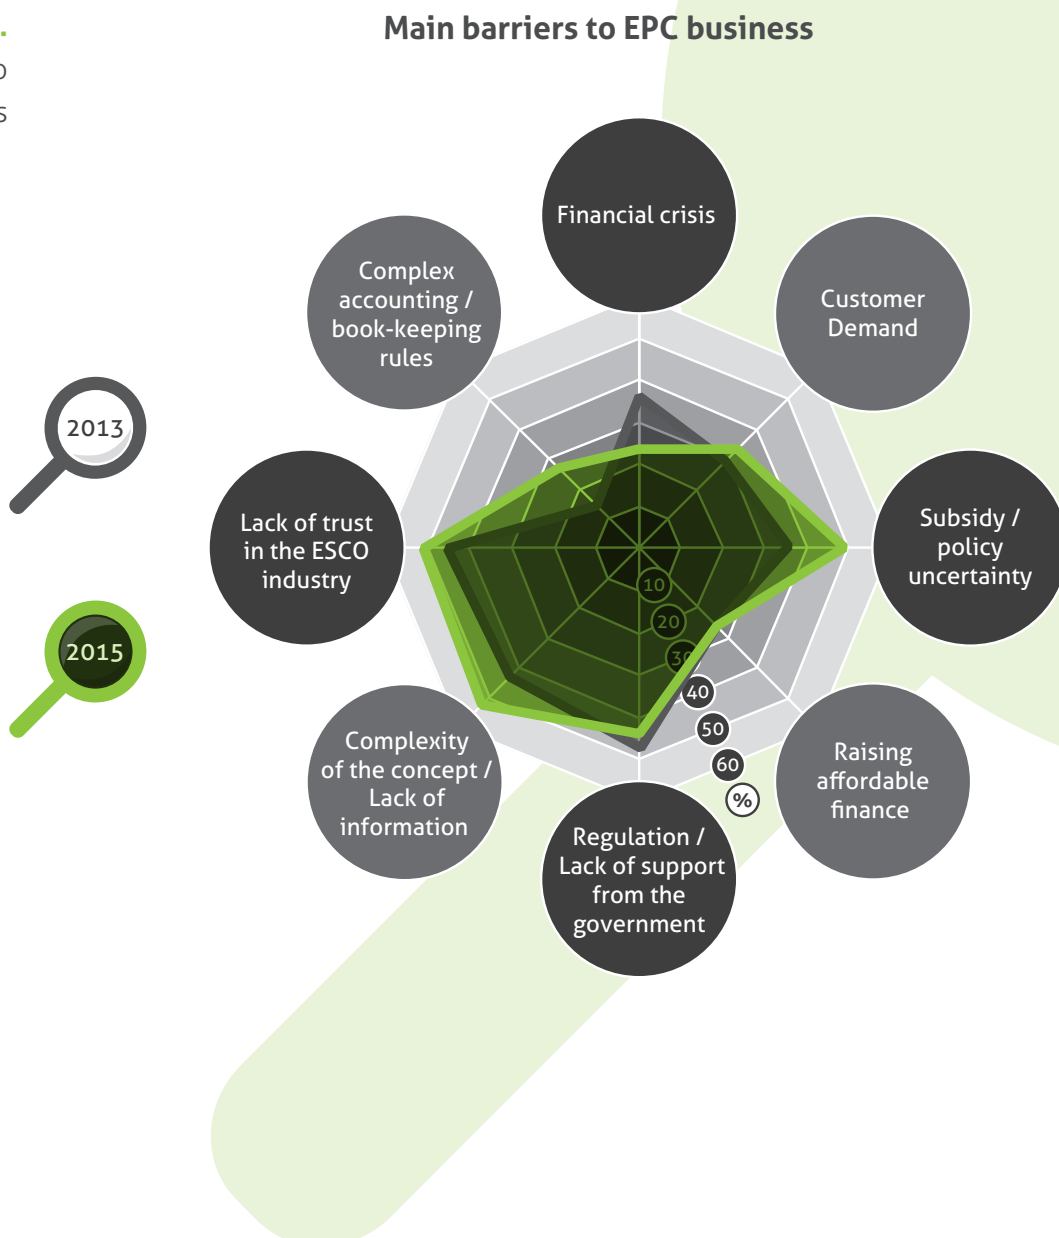 Main barriers to EPC business
Financial crisis
Customer
Demand
Subsidy /
policy
uncertainty
Raising
affordable
finance
Regulation /
Lack of support
from the
government
Complexity
of the concept /
Lack of
information
Lack of trust
in the ESCO
industry
Complex
accounting /
book-keeping
rules
10
20
30
40
50
60
%
2013
2015